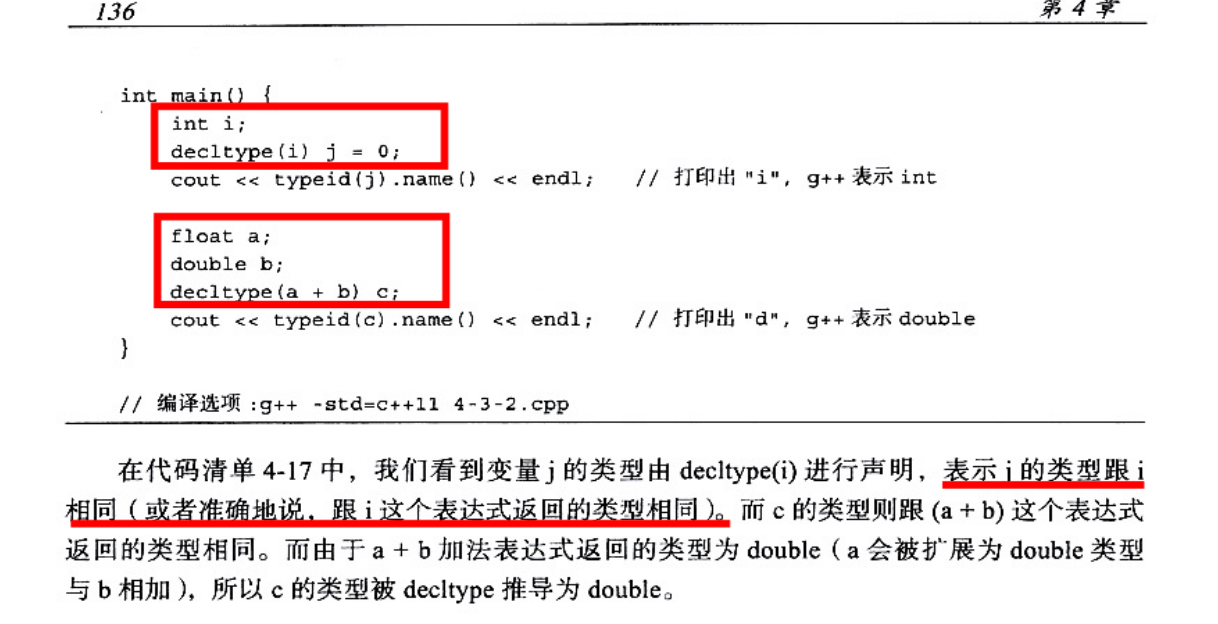 136
第 4 章
int main() {
int i;
decltype(i) j = 0;
cout << typeid(j).name() << endl; // 打印出 "i", g++ 表示 int
float a;
double b;
decltype(a + b) c;
cout << typeid(c).name() << endl; // 打印出 "d", g++ 表示 double
}
// 编译选项 :g++ -std=c++11 4-3-2.cpp
在代码清单 4-17 中，我们看到变量 j 的类型由 decltype(i) 进行声明，表示 j 的类型跟 i
相同（或者准确地说，跟 i 这个表达式返回的类型相同）。而 c 的类型则跟 (a + b) 这个表达式
返回的类型相同。而由于 a + b 加法表达式返回的类型为 double（a 会被扩展为 double 类型
与 b 相加），所以 c 的类型被 decltype 推导为 double。